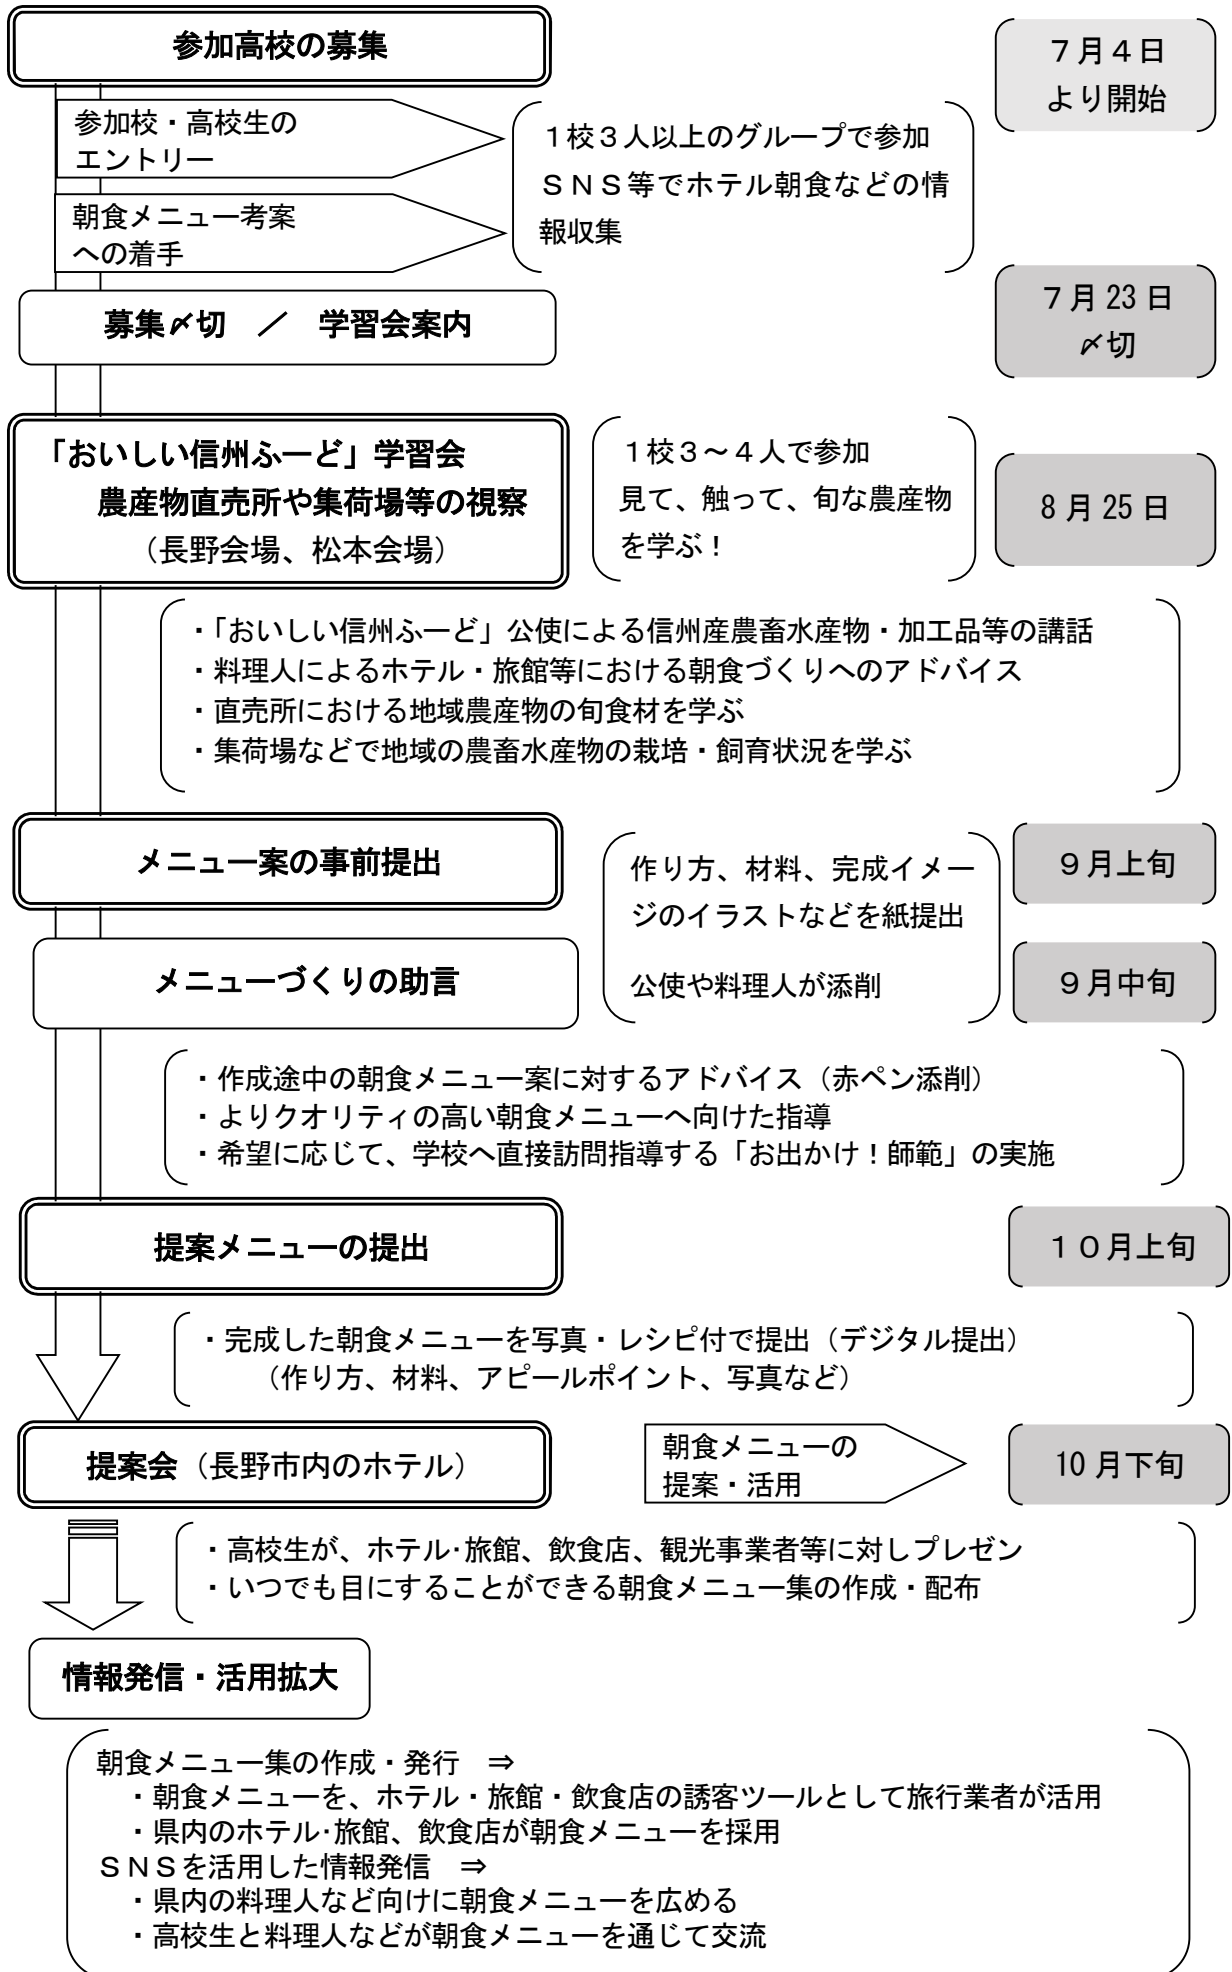 参加高校の募集
７月４日
より開始
参加校・高校生の
エントリー
１校３人以上のグループで参加
ＳＮＳ等でホテル朝食などの情
報収集
朝食メニュー考案
への着手
募集〆切　／　学習会案内
７月 23 日
〆切
「おいしい信州ふーど」学習会
農産物直売所や集荷場等の視察
（長野会場、松本会場）
１校３～４人で参加
見て、触って、旬な農産物
を学ぶ！
8 月 25 日
・「おいしい信州ふーど」公使による信州産農畜水産物・加工品等の講話
・料理人によるホテル・旅館等における朝食づくりへのアドバイス
・直売所における地域農産物の旬食材を学ぶ
・集荷場などで地域の農畜水産物の栽培・飼育状況を学ぶ
メニュー案の事前提出
作り方、材料、完成イメー
ジのイラストなどを紙提出
９月上旬
メニューづくりの助言
公使や料理人が添削
９月中旬
・作成途中の朝食メニュー案に対するアドバイス（赤ペン添削）
・よりクオリティの高い朝食メニューへ向けた指導
・希望に応じて、学校へ直接訪問指導する「お出かけ！師範」の実施
提案メニューの提出
１０月上旬
・完成した朝食メニューを写真・レシピ付で提出（デジタル提出）
（作り方、材料、アピールポイント、写真など）
提案会（長野市内のホテル）
朝食メニューの
提案・活用
10 月下旬
・高校生が、ホテル･旅館、飲食店、観光事業者等に対しプレゼン
・いつでも目にすることができる朝食メニュー集の作成・配布
情報発信・活用拡大
朝食メニュー集の作成・発行　⇒
・朝食メニューを、ホテル・旅館・飲食店の誘客ツールとして旅行業者が活用
・県内のホテル･旅館、飲食店が朝食メニューを採用
ＳＮＳを活用した情報発信　⇒
・県内の料理人など向けに朝食メニューを広める
・高校生と料理人などが朝食メニューを通じて交流